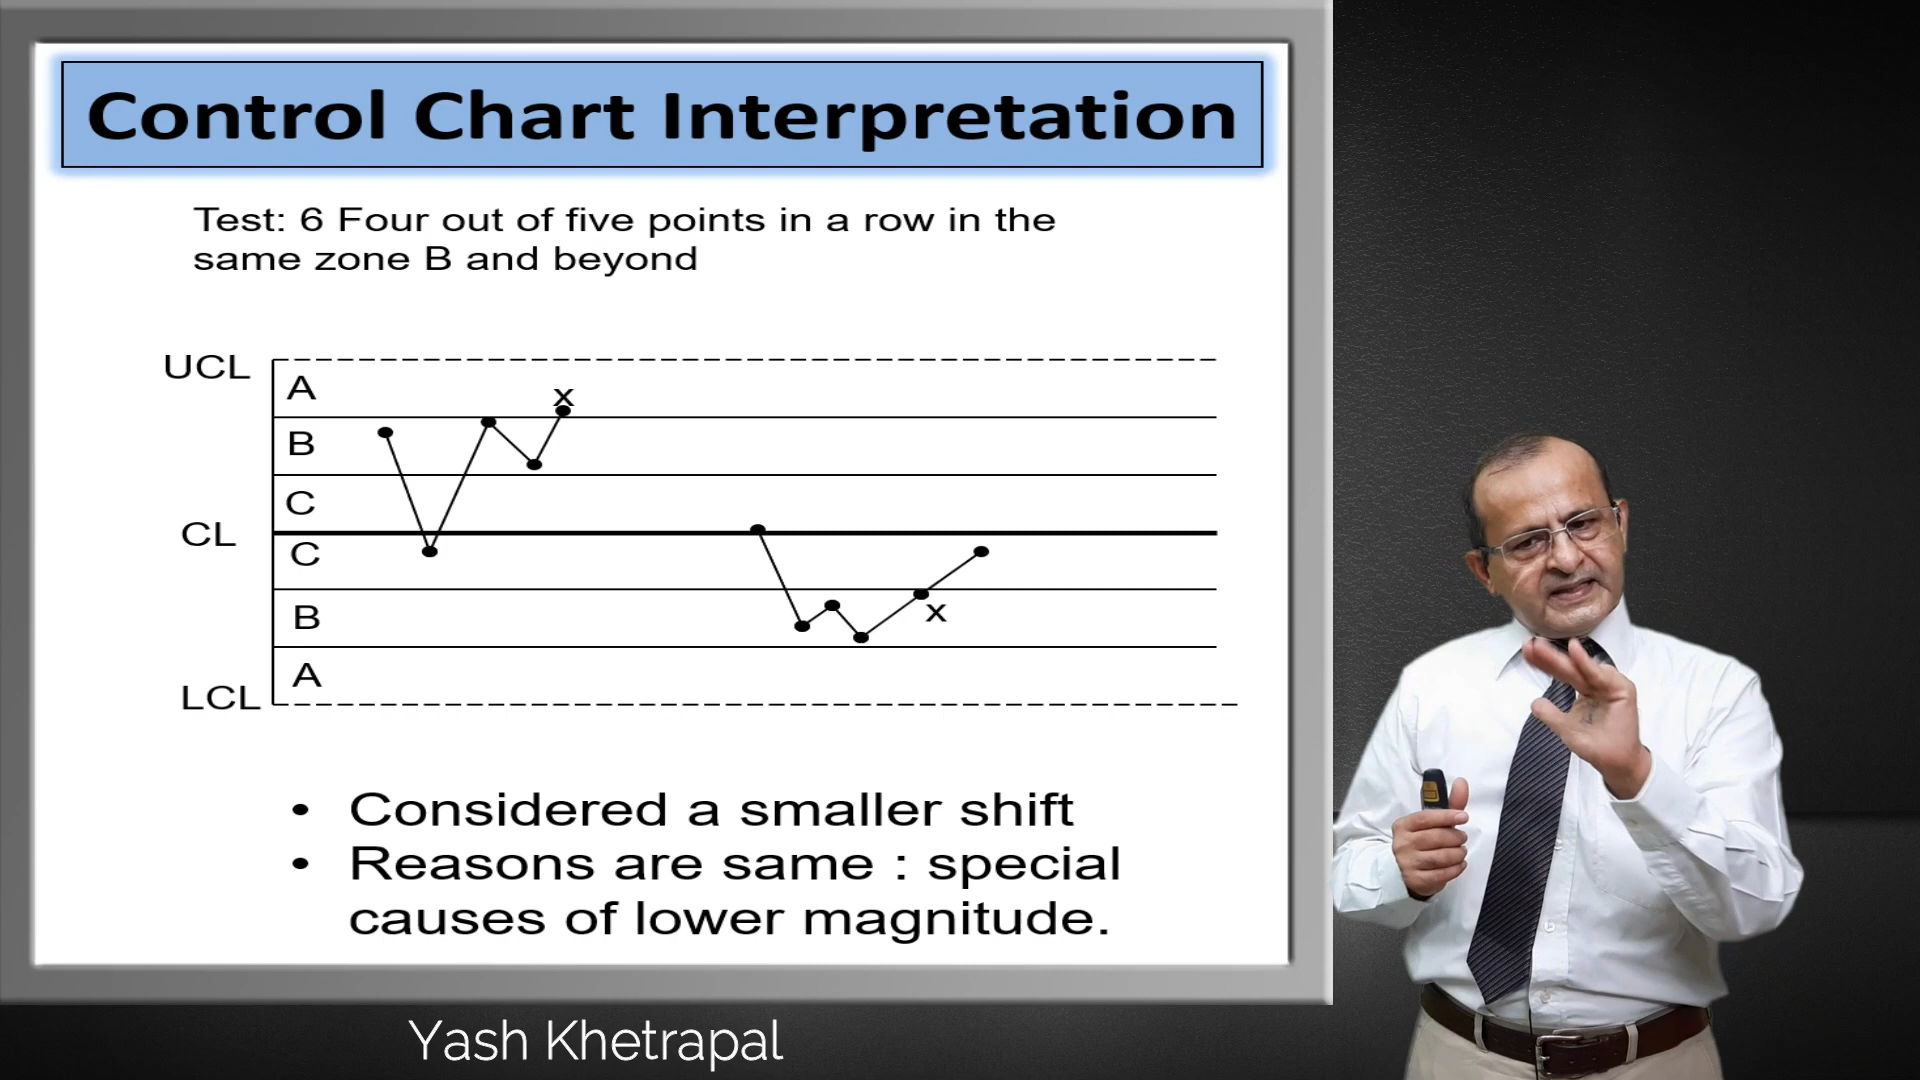 Control Chart Interpretation
Test: 6 Four out of five points in a row in the
same zone B and beyond
UCL
A
x
B
C
CL
C
B
x
A
LCL
• Considered a smaller shift
• Reasons are same : special
causes of lower magnitude.
Yash Khetrapal